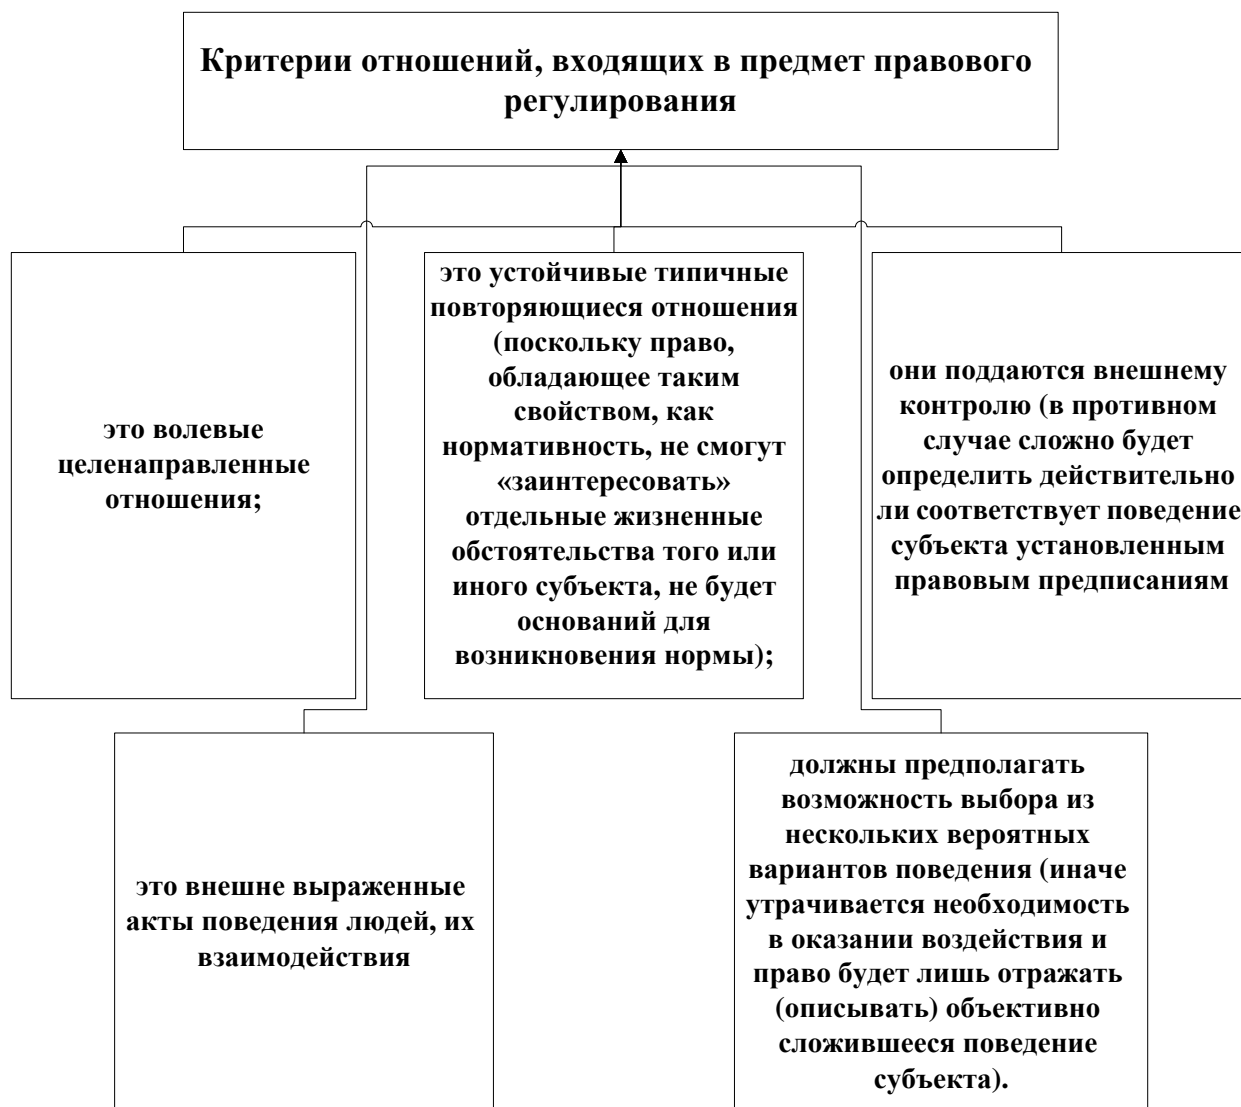 Критерии отношений, входящих в предмет правового
регулирования
это волевые
целенаправленные
отношения;
это устойчивые типичные
повторяющиеся отношения
(поскольку право,
обладающее таким
свойством, как
нормативность, не смогут
«заинтересовать»
отдельные жизненные
обстоятельства того или
иного субъекта, не будет
оснований для
возникновения нормы);
они поддаются внешнему
контролю (в противном
случае сложно будет
определить действительно
ли соответствует поведение
субъекта установленным
правовым предписаниям
это внешне выраженные
акты поведения людей, их
взаимодействия
должны предполагать
возможность выбора из
нескольких вероятных
вариантов поведения (иначе
утрачивается необходимость
в оказании воздействия и
право будет лишь отражать
(описывать) объективно
сложившееся поведение
субъекта).